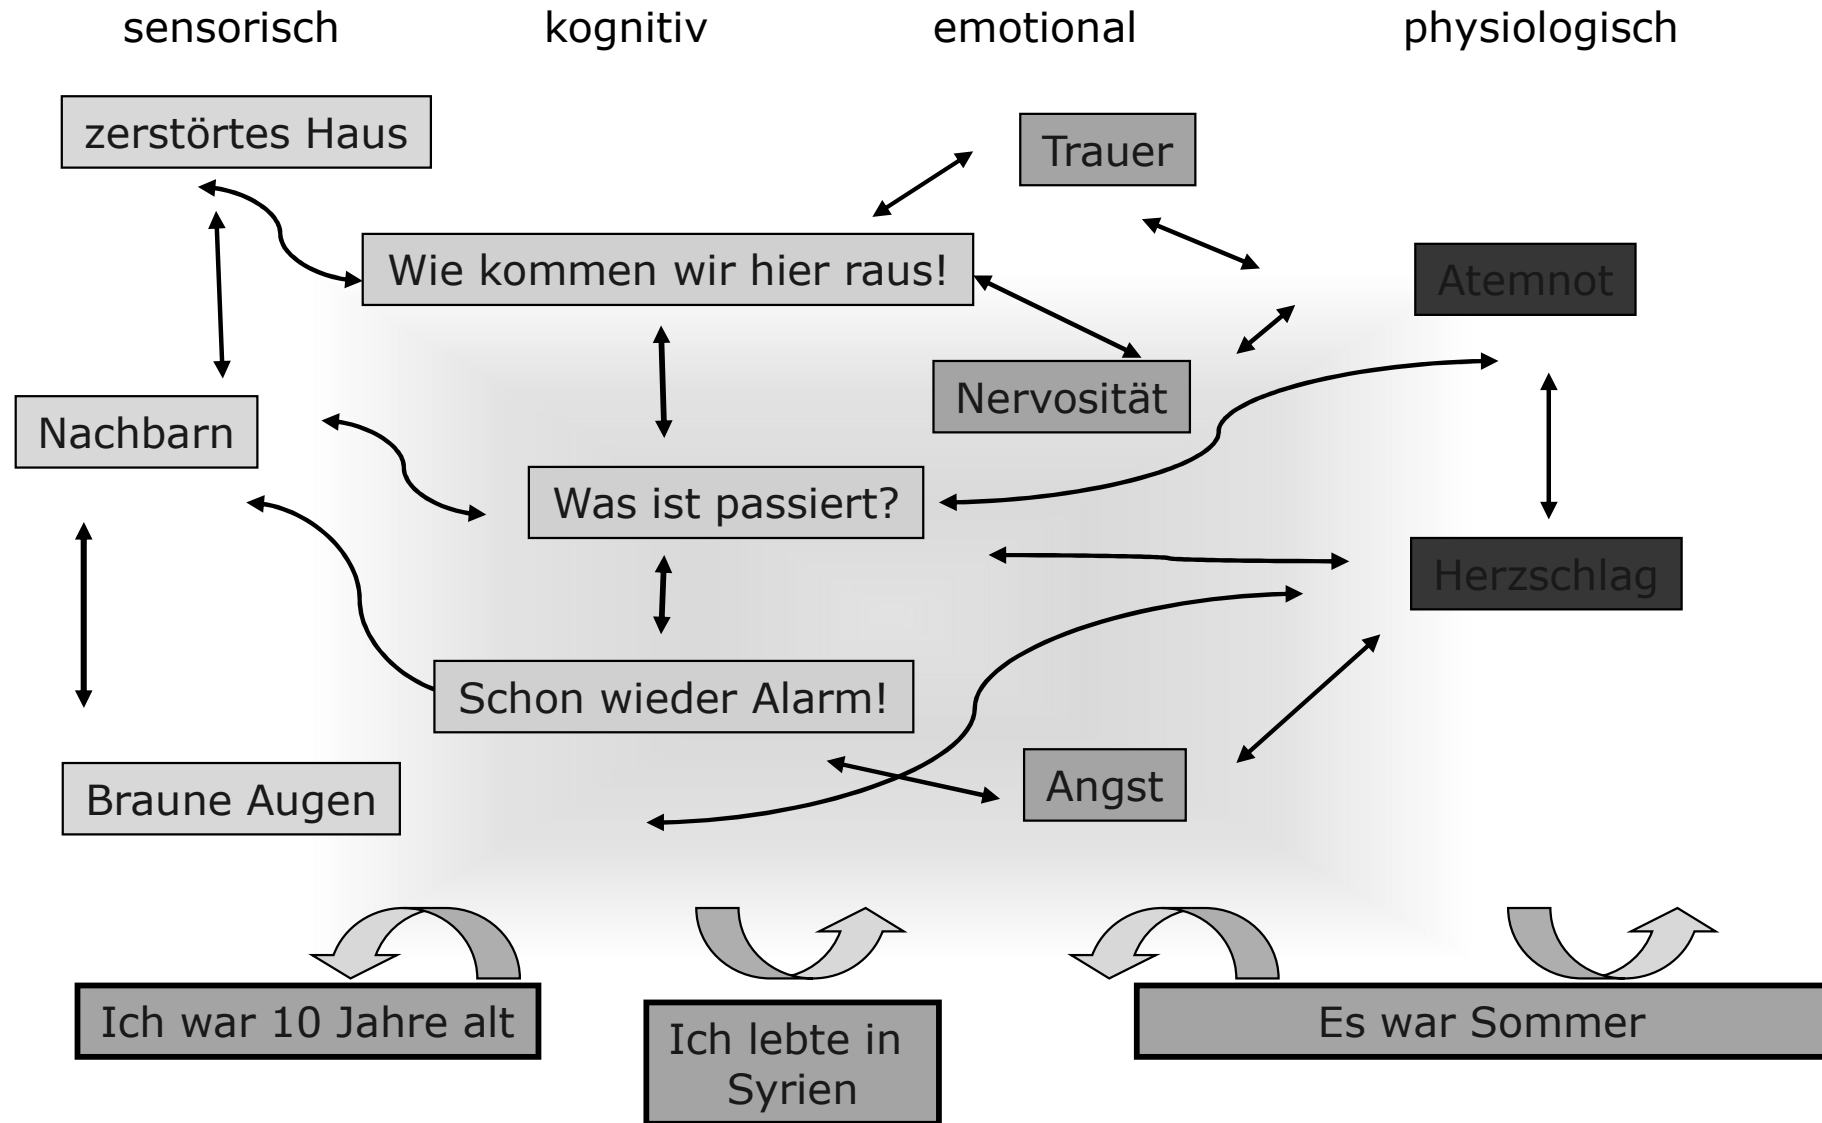 sensorisch kognitiv emotional physiologisch
zerstörtes Haus
Trauer
Wie kommen wir hier raus!
Atemnot
Nervosität
Nachbarn
Was ist passiert?
Herzschlag
Schon wieder Alarm!
Angst
Braune Augen
Ich war 10 Jahre alt
Ich lebte in
Syrien
Es war Sommer